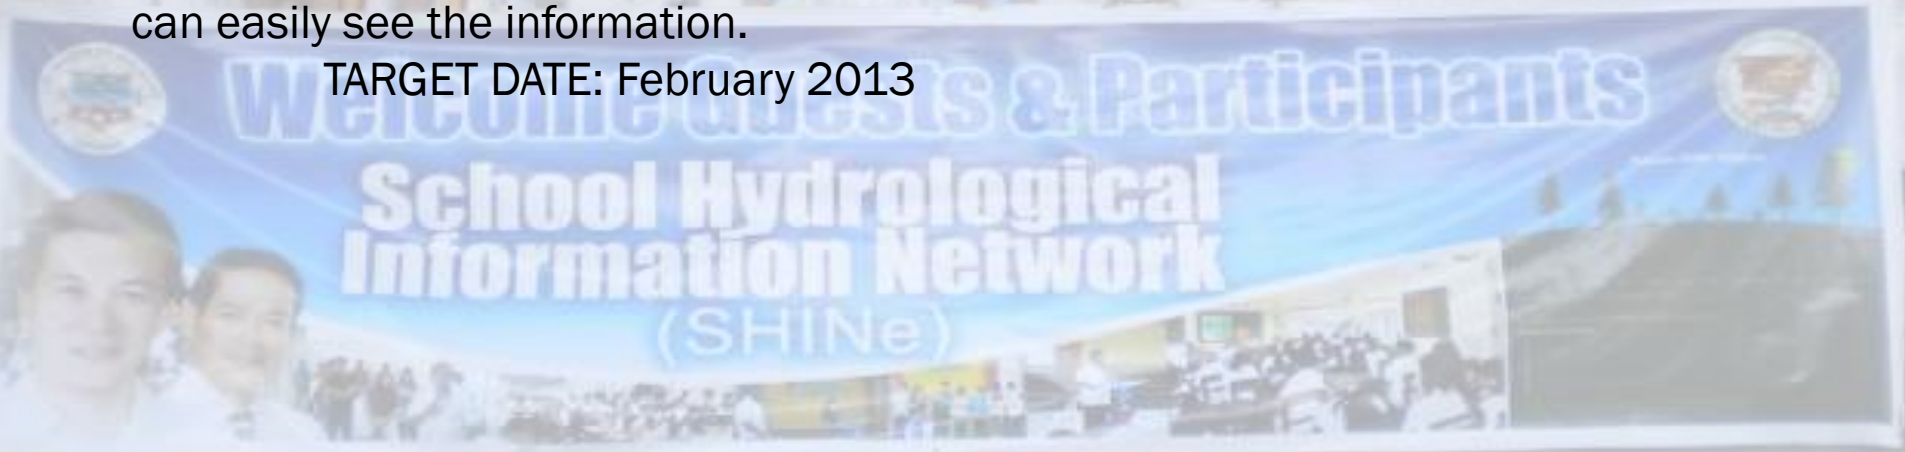 can easily see the information.
TARGET DATE: February 2013
Welcome Guests & Participants
School Hydrological
Information Network
(SHINe)